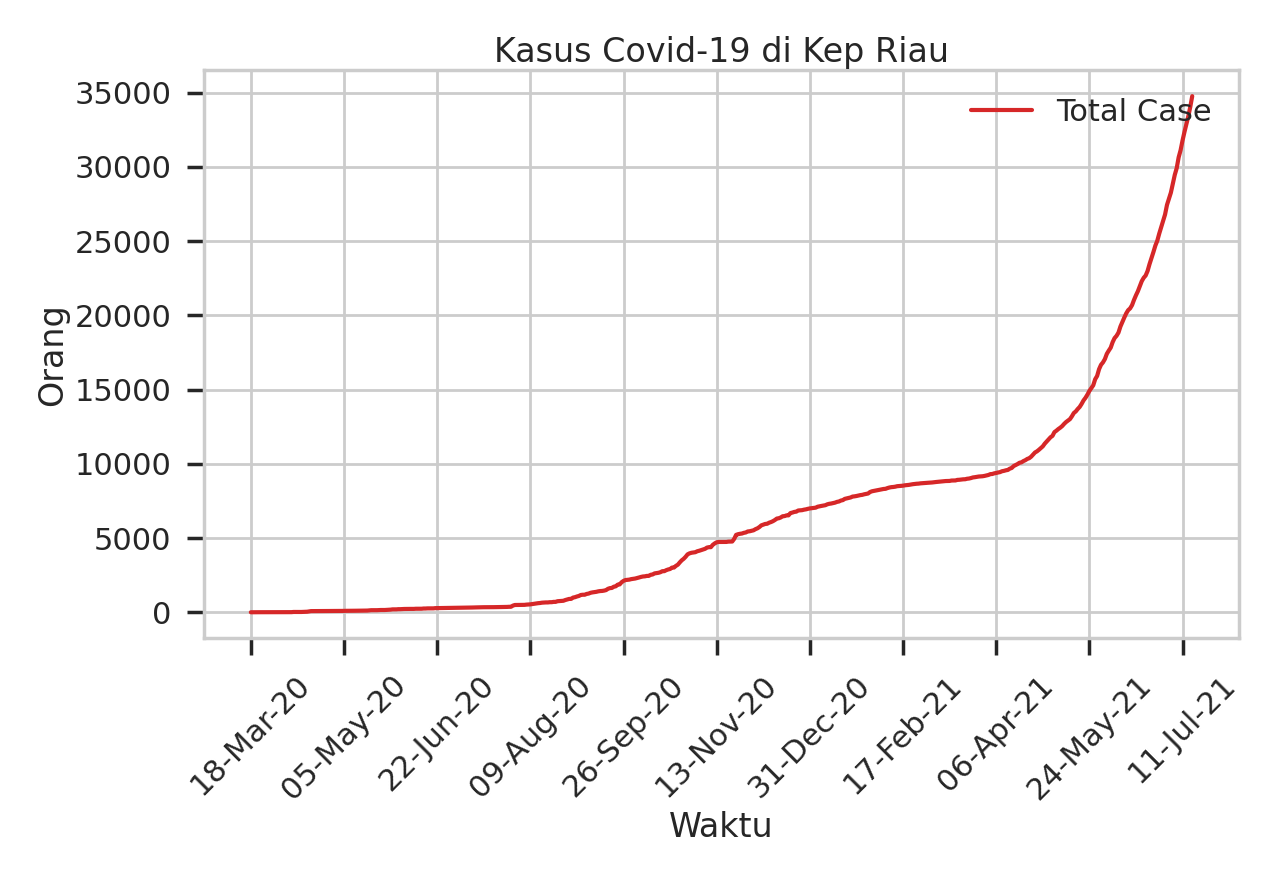 Kasus Covid-19 di Kep Riau
Total Case
35000
30000
25000
20000
15000
10000
5000
0
Orang
18-Mar-20
05-May-20
22-Jun-20
09-Aug-20
26-Sep-20
13-Nov-20
31-Dec-20
17-Feb-21
06-Apr-21
24-May-21
11-Jul-21
Waktu